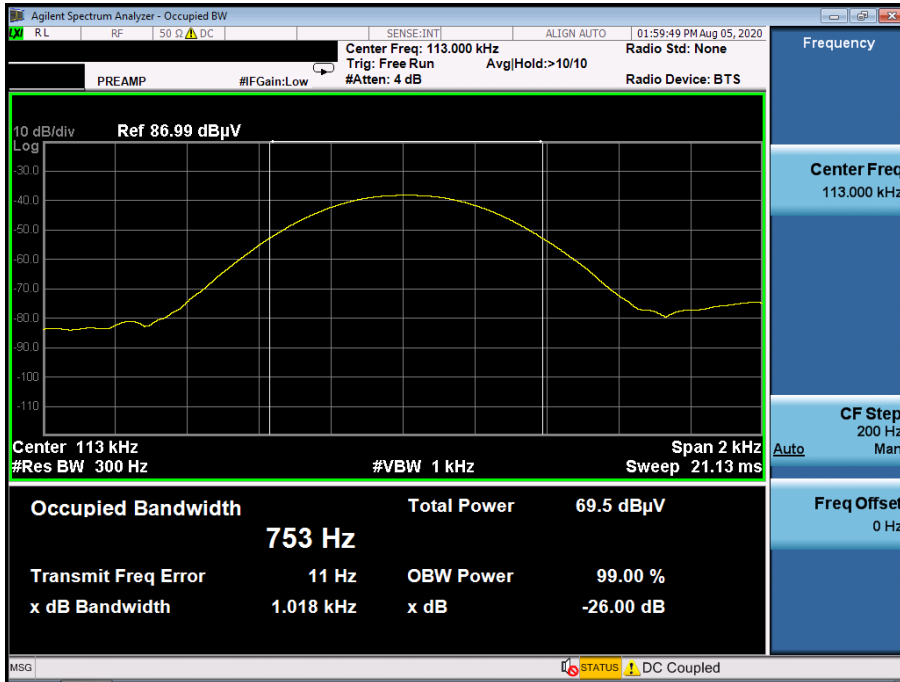 Agilent Spectrum Analyzer - Occupied BW
LXI RL RF 50 Ω DC SENSE:INT ALIGN AUTO 01:59:49 PM Aug 05, 2020
Center Freq: 113.000 kHz Radio Std: None
Trig: Free Run Avg|Hold:>10/10
PREAMP #IFGain:Low #Atten: 4 dB Radio Device: BTS
10 dB/div Ref 86.99 dBµV
Log
-30.0
-40.0
-50.0
-60.0
-70.0
-80.0
-90.0
-100
-110
Center 113 kHz Span 2 kHz
#Res BW 300 Hz #VBW 1 kHz Sweep 21.13 ms
Occupied Bandwidth Total Power 69.5 dBµV
753 Hz
Transmit Freq Error 11 Hz OBW Power 99.00 %
x dB Bandwidth 1.018 kHz x dB -26.00 dB
MSG STATUS DC Coupled
Frequency
Center Freq
113.000 kHz
CF Step
200 Hz
Auto Man
Freq Offset
0 Hz